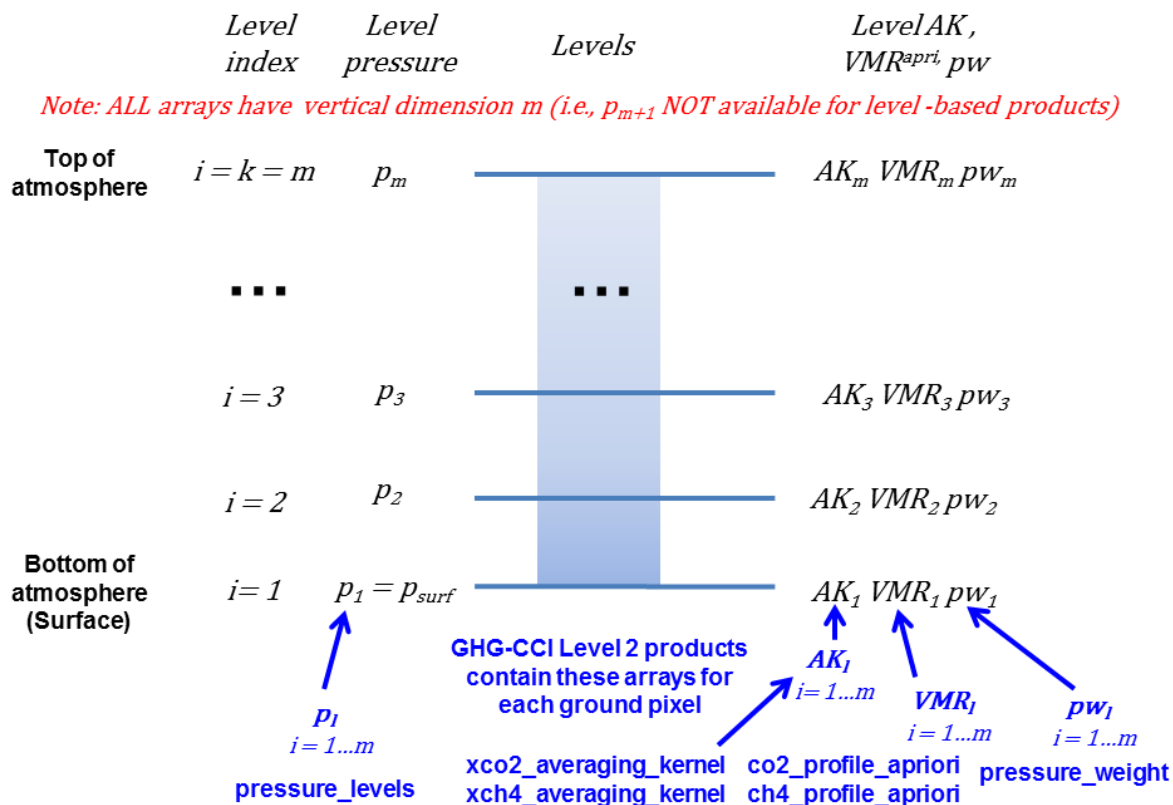 Level index
Level pressure
Levels
Level AK , VMR^apri, pw
Note: ALL arrays have vertical dimension m (i.e., p_m+1 NOT available for level -based products)
Top of atmosphere
i = k = m
p_m
AK_m VMR_m pw_m
...
...
i = 3
p_3
AK_3 VMR_3 pw_3
i = 2
p_2
AK_2 VMR_2 pw_2
Bottom of atmosphere (Surface)
i= 1
p_1 = p_surf
AK_1 VMR_1 pw_1
GHG-CCI Level 2 products
contain these arrays for
each ground pixel
AK_I
i= 1...m
p_I
i = 1...m
VMR_I
i = 1...m
pw_I
i = 1...m
pressure_levels
xco2_averaging_kernel
xch4_averaging_kernel
co2_profile_apriori
ch4_profile_apriori
pressure_weight